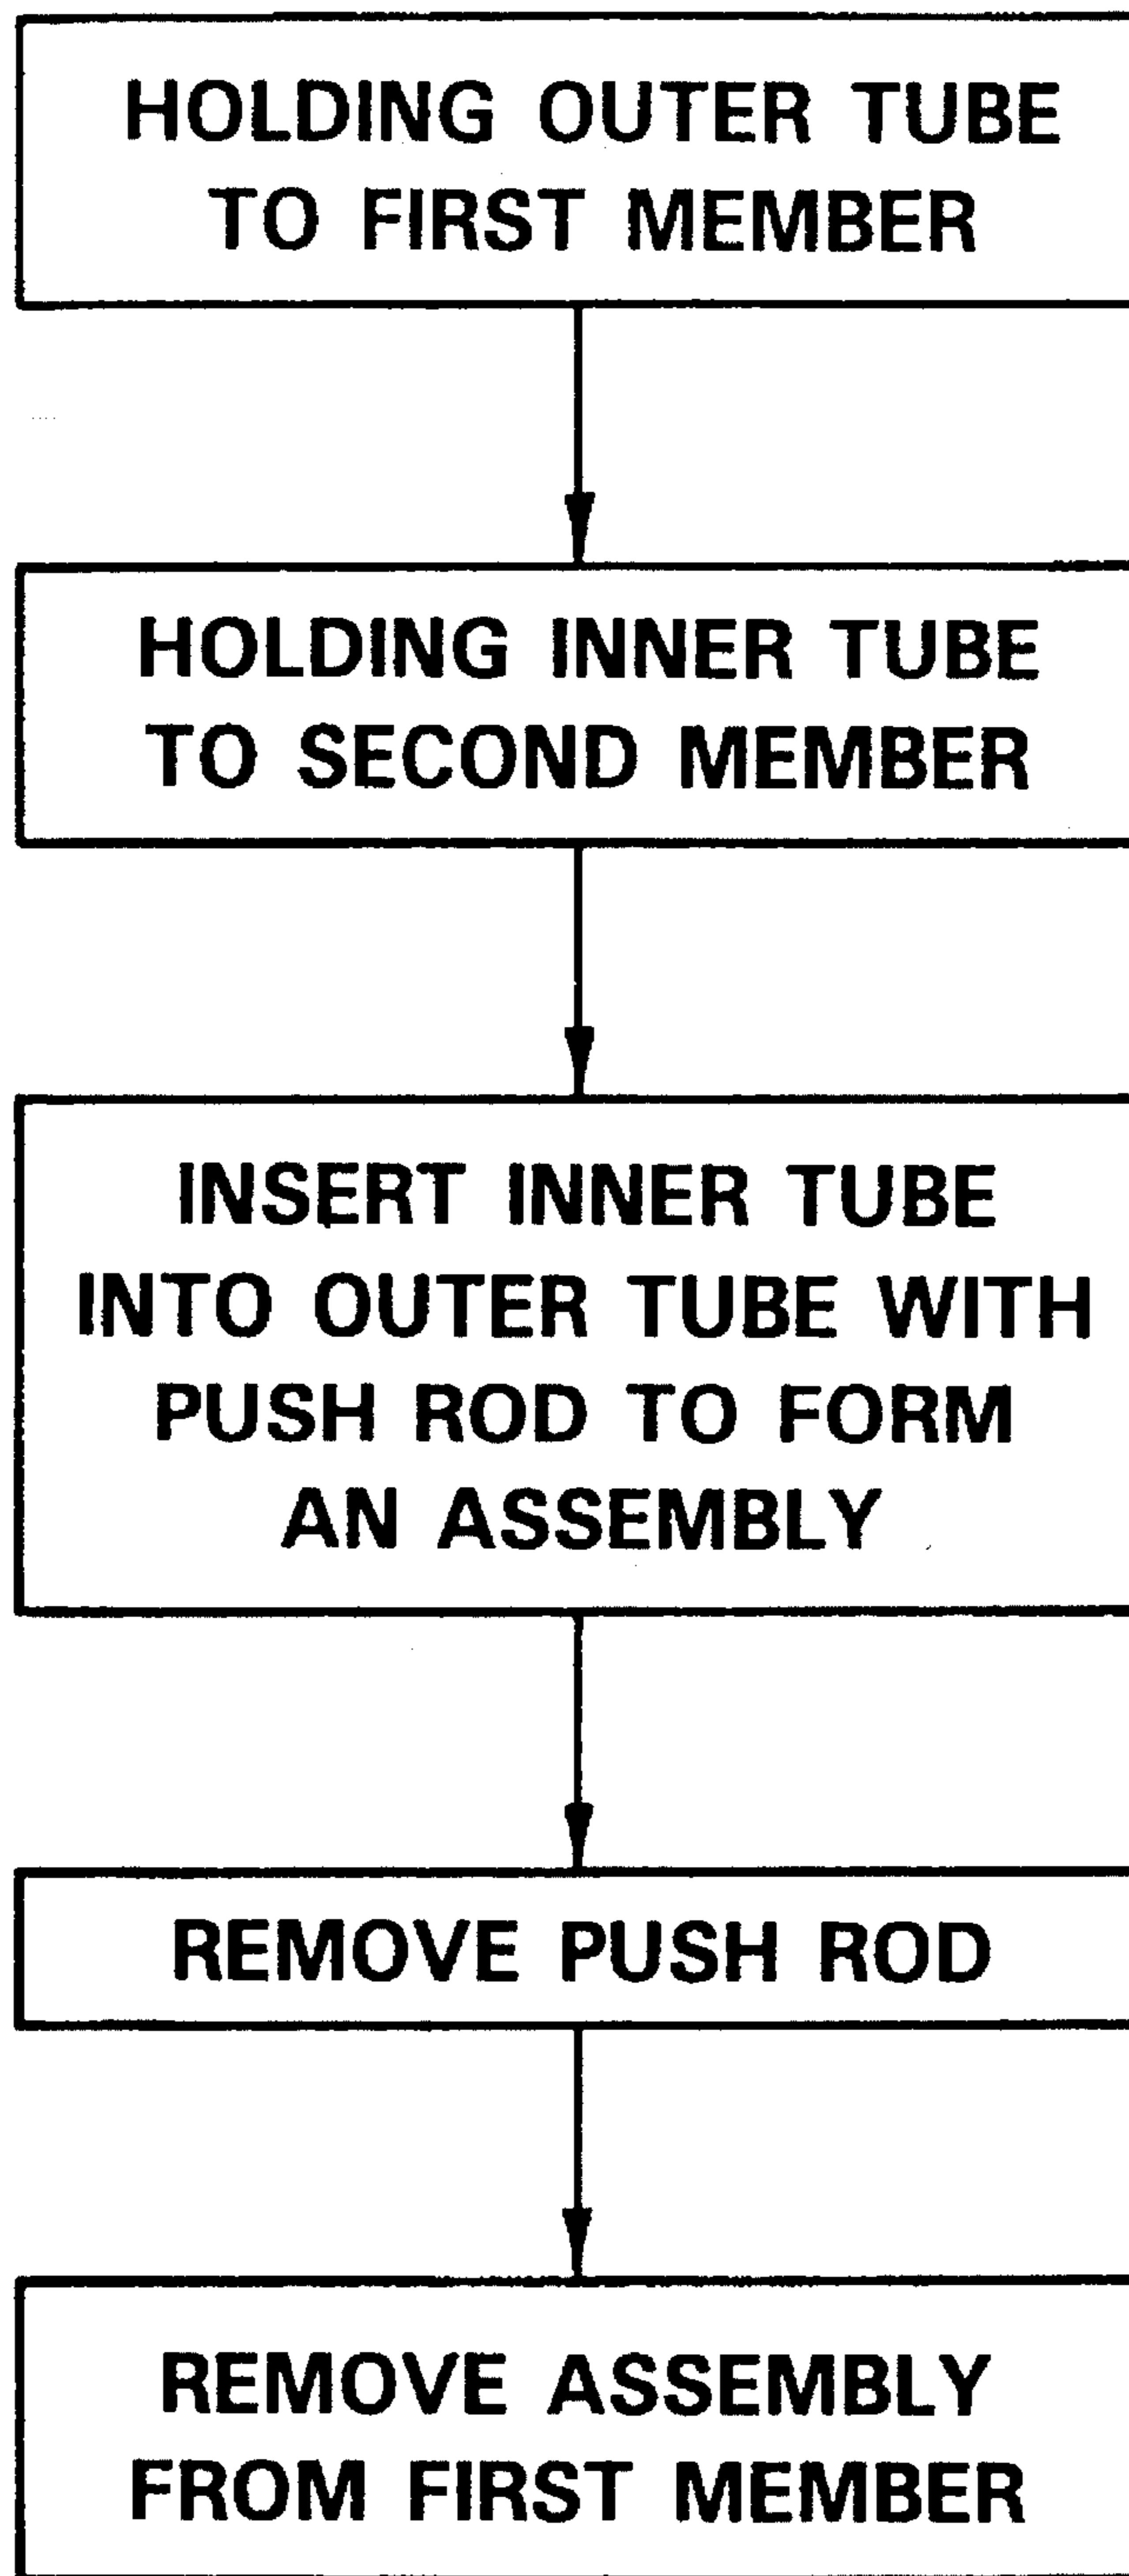 HOLDING OUTER TUBE
TO FIRST MEMBER
HOLDING INNER TUBE
TO SECOND MEMBER
INSERT INNER TUBE
INTO OUTER TUBE WITH
PUSH ROD TO FORM
AN ASSEMBLY
REMOVE PUSH ROD
REMOVE ASSEMBLY
FROM FIRST MEMBER